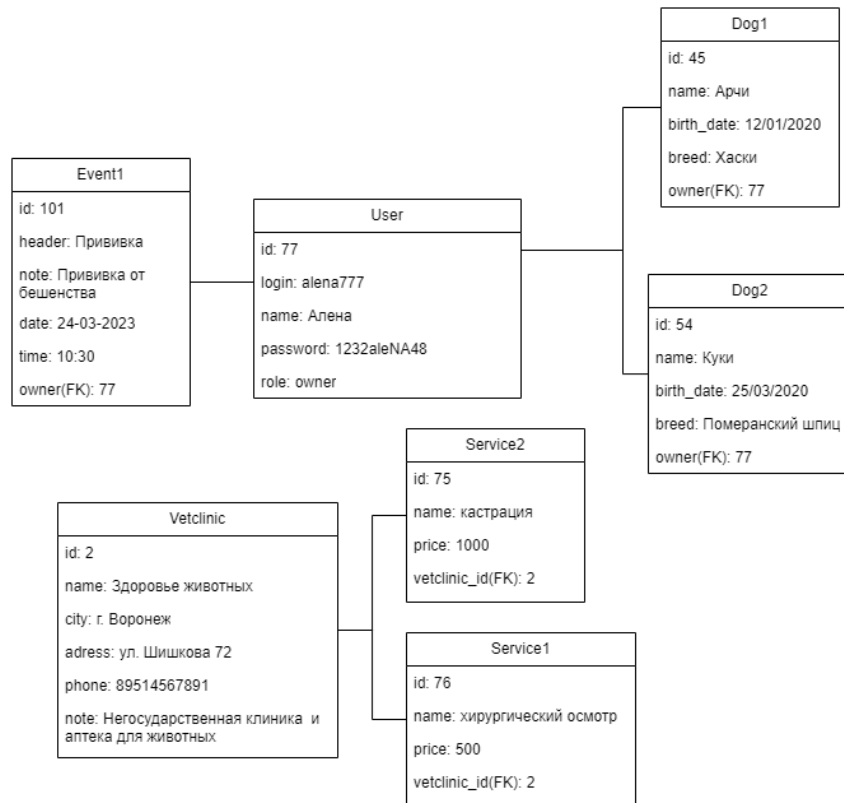 Dog1
id: 45
name: Арчи
birth_date: 12/01/2020
breed: Хаски
owner(FK): 77
Event1
id: 101
header: Прививка
note: Прививка от
бешенства
date: 24-03-2023
time: 10:30
owner(FK): 77
User
id: 77
login: alena777
name: Алена
password: 1232aleNA48
role: owner
Dog2
id: 54
name: Куки
birth_date: 25/03/2020
breed: Померанский шпиц
owner(FK): 77
Service2
id: 75
name: кастрация
price: 1000
vetclinic_id(FK): 2
Vetclinic
id: 2
name: Здоровье животных
city: г. Воронеж
adress: ул. Шишкова 72
phone: 89514567891
note: Негосударственная клиника и
аптека для животных
Service1
id: 76
name: хирургический осмотр
price: 500
vetclinic_id(FK): 2